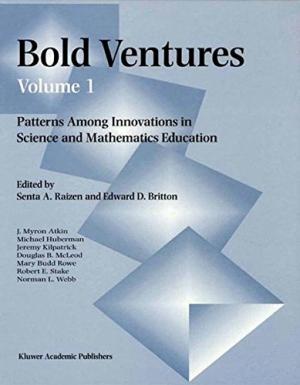 Bold Ventures
Volume 1
Patterns Among Innovations in
Science and Mathematics Education
Edited by
Senta A. Raizen and Edward D. Britton
J. Myron Atkin
Michael Huberman
Jeremy Kilpatrick
Douglas B. McLeod
Mary Budd Rowe
Robert E. Stake
Norman L. Webb
Kluwer Academic Publishers